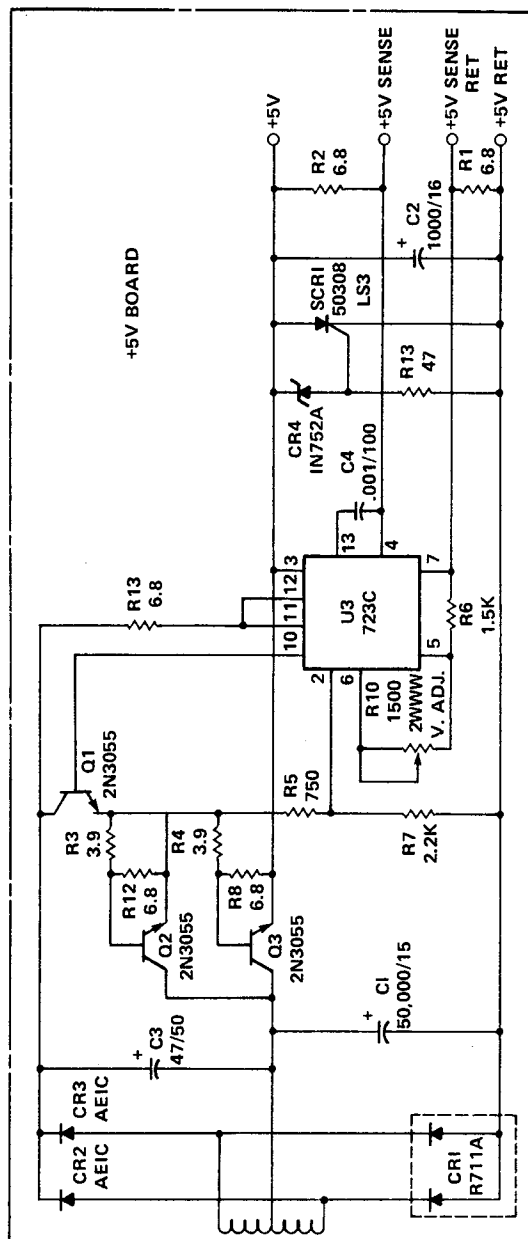 +5V BOARD
CR2
AEIC
CR3
AEIC
C3
+
47/50
Q1
2N3055
R3
3.9
R12
6.8
Q2
2N3055
R4
3.9
R8
6.8
Q3
2N3055
R13
6.8
+
CI
50,000/15
R5
750
R7
2.2K
10
11
12
3
2
6
13
4
5
7
U3
723C
R10
1500
2WWW
V. ADJ.
R6
1.5K
C4
.001/100
CR4
IN752A
SCRI
50308
LS3
R13
47
+
C2
1000/16
R2
6.8
R1
6.8
+5V
+5V SENSE
+5V SENSE
RET
+5V RET
CRI
R711A